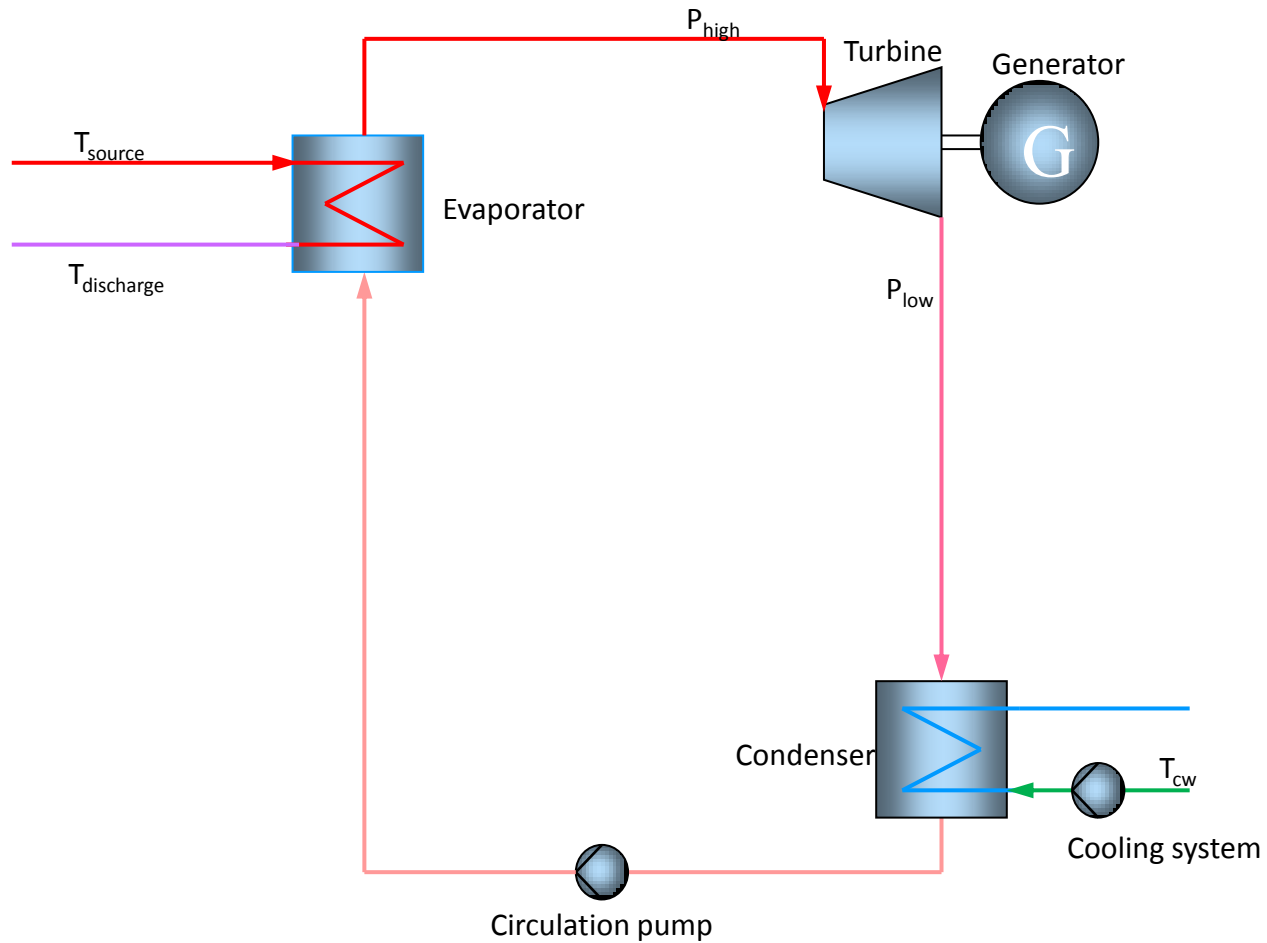 P_high
Turbine
Generator
G
T_source
Evaporator
T_discharge
P_low
Condenser
T_cw
Cooling system
Circulation pump